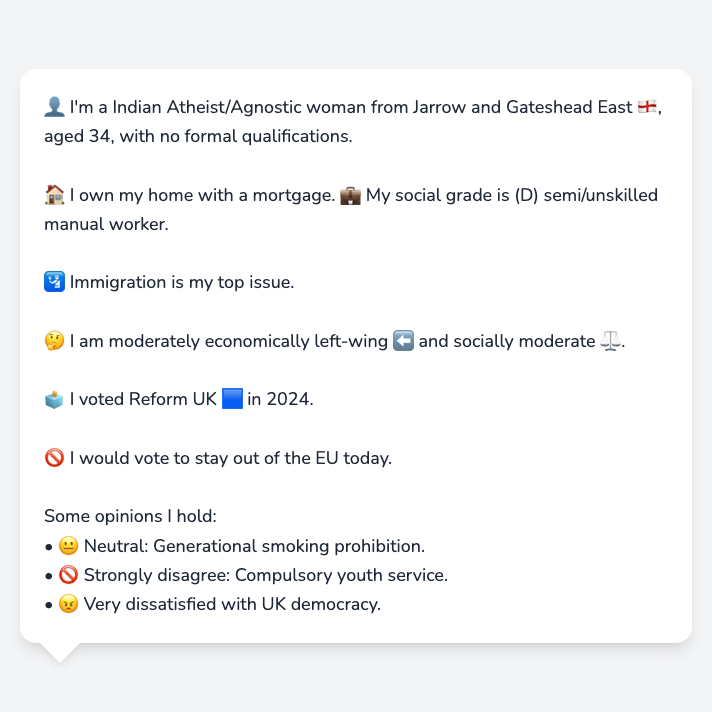 👤 I'm a Indian Atheist/Agnostic woman from Jarrow and Gateshead East 🏴󠁧󠁢󠁥󠁮󠁧󠁿,
aged 34, with no formal qualifications.
🏠 I own my home with a mortgage. 💼 My social grade is (D) semi/unskilled
manual worker.
🛂 Immigration is my top issue.
🤔 I am moderately economically left-wing ⬅️ and socially moderate ⚖️.
🗳️ I voted Reform UK 🟦 in 2024.
🚫 I would vote to stay out of the EU today.
Some opinions I hold:
• 😐 Neutral: Generational smoking prohibition.
• 🚫 Strongly disagree: Compulsory youth service.
• 😠 Very dissatisfied with UK democracy.